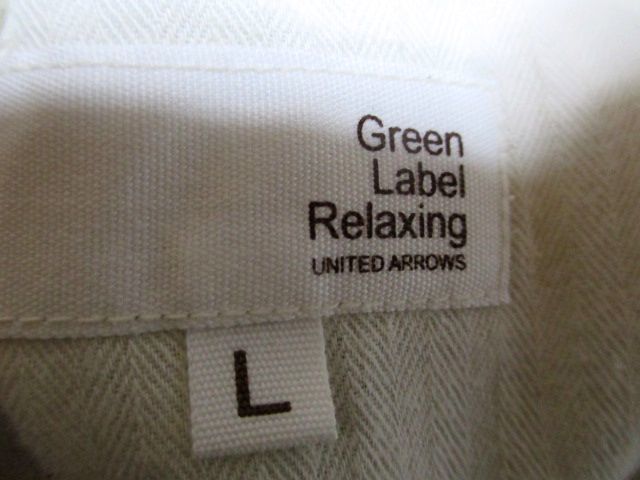 Green
Label
Relaxing
UNITED ARROWS
L